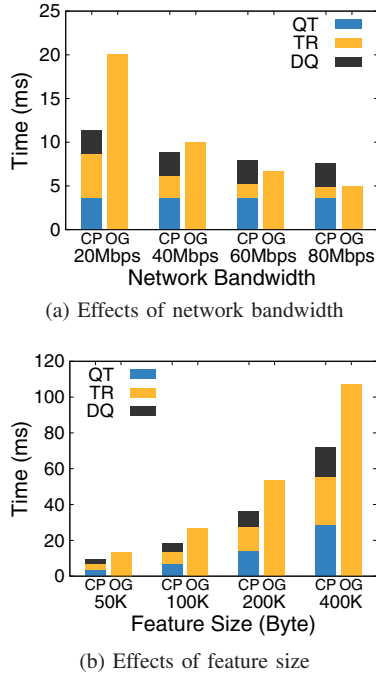 25
20
15
10
5
0
Time (ms)
QT
TR
DQ
CP OG CP OG CP OG CP OG
20Mbps 40Mbps 60Mbps 80Mbps
Network Bandwidth
(a) Effects of network bandwidth
120
100
80
60
40
20
0
Time (ms)
QT
TR
DQ
CP OG CP OG CP OG CP OG
50K 100K 200K 400K
Feature Size (Byte)
(b) Effects of feature size